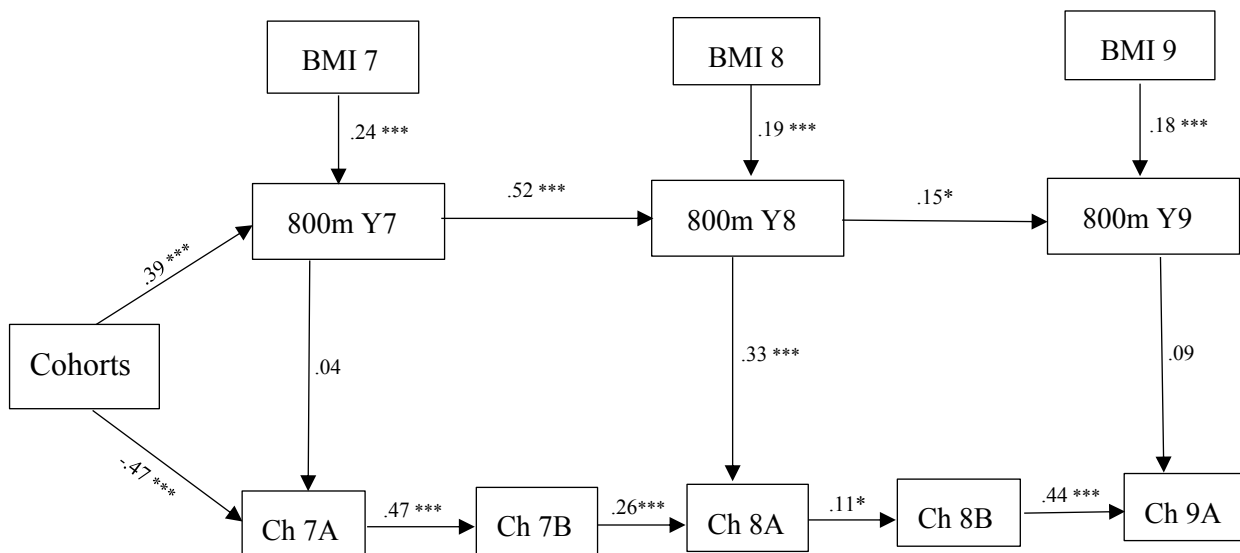 BMI 7
BMI 8
BMI 9
.24 ***
.19 ***
.18 ***
800m Y7
.52 ***
800m Y8
.15*
800m Y9
.39 ***
Cohorts
.04
.33 ***
.09
-.47 ***
Ch 7A
.47 ***
Ch 7B
.26***
Ch 8A
.11*
Ch 8B
.44 ***
Ch 9A